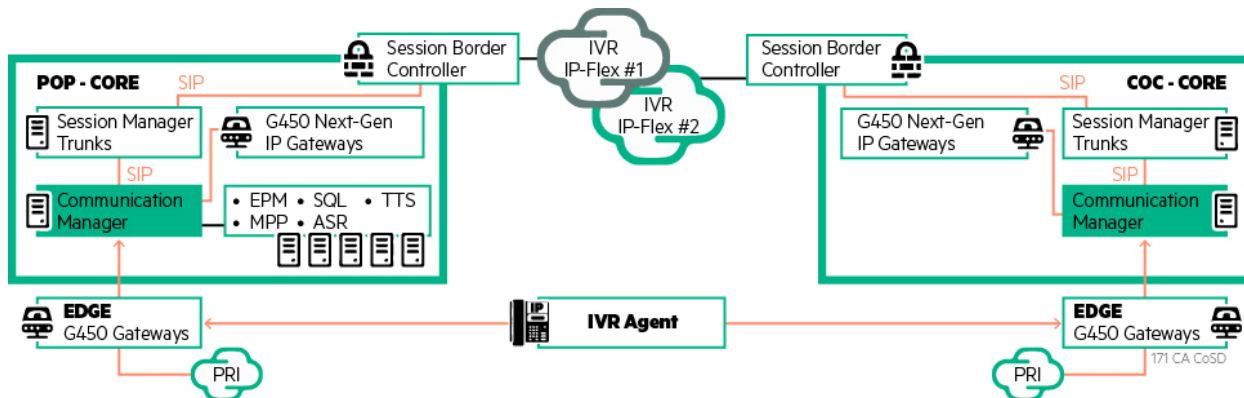 Session Border
Controller
IVR
IP-Flex #1
Session Border
Controller
POP - CORE
SIP
IVR
IP-Flex #2
SIP
COC - CORE
Session Manager
Trunks
G450 Next-Gen
IP Gateways
G450 Next-Gen
IP Gateways
Session Manager
Trunks
SIP
SIP
Communication
Manager
• EPM • SQL • TTS
• MPP • ASR
Communication
Manager
EDGE
G450 Gateways
IP
IVR Agent
EDGE
G450 Gateways
171 CA CoSD
PRI
PRI